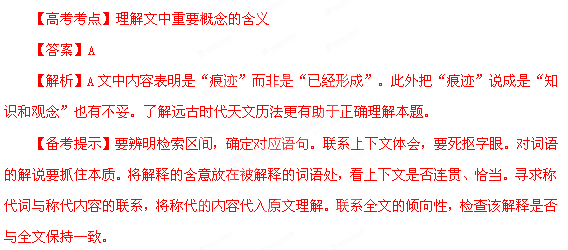 【高考考点】理解文中重要概念的含义
【答案】A
【解析】A 文中内容表明是“痕迹”而非是“已经形成”。此外把“痕迹”说成是“知
识和观念”也有不妥。了解远古时代天文历法更有助于正确理解本题。
【备考提示】要辨明检索区间，确定对应语句。联系上下文体会，要死抠字眼。对词语
的解说要抓住本质。将解释的含意放在被解释的词语处，看上下文是否连贯、恰当。寻求称
代词与称代内容的联系，将称代的内容代入原文理解。联系全文的倾向性，检查该解释是否
与全文保持一致。